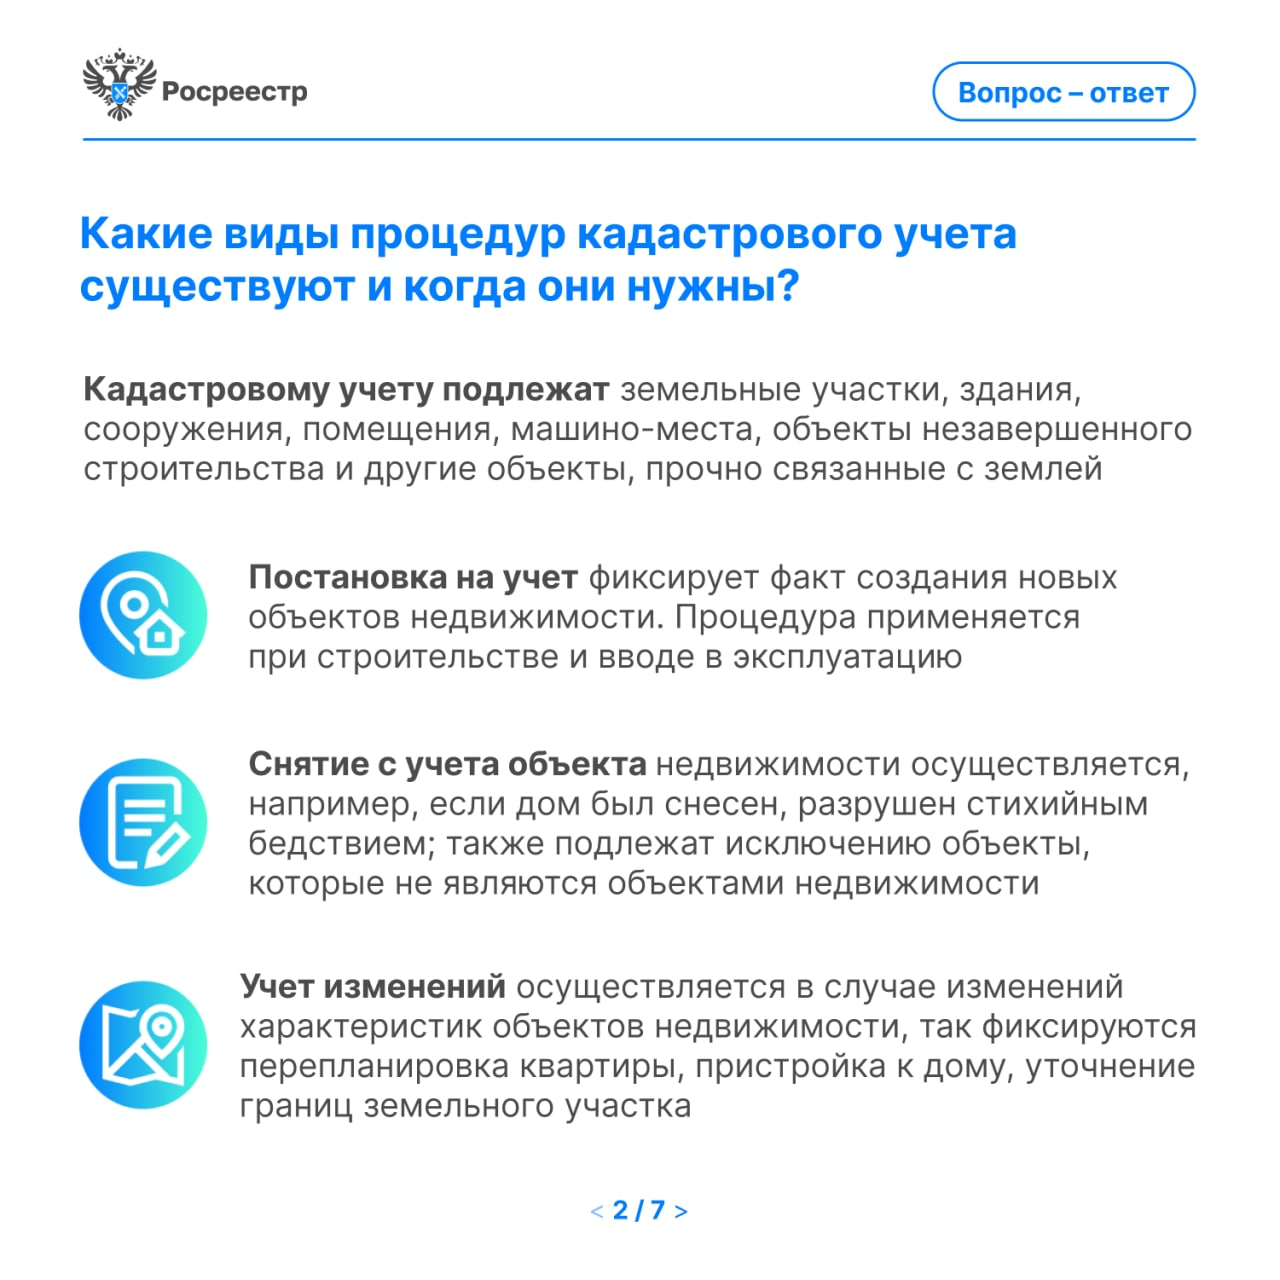 Росреестр
Вопрос – ответ
Какие виды процедур кадастрового учета
существуют и когда они нужны?
Кадастровому учету подлежат земельные участки, здания,
сооружения, помещения, машино-места, объекты незавершенного
строительства и другие объекты, прочно связанные с землей
Постановка на учет фиксирует факт создания новых
объектов недвижимости. Процедура применяется
при строительстве и вводе в эксплуатацию
Снятие с учета объекта недвижимости осуществляется,
например, если дом был снесен, разрушен стихийным
бедствием; также подлежат исключению объекты,
которые не являются объектами недвижимости
Учет изменений осуществляется в случае изменений
характеристик объектов недвижимости, так фиксируются
перепланировка квартиры, пристройка к дому, уточнение
границ земельного участка
< 2 / 7 >